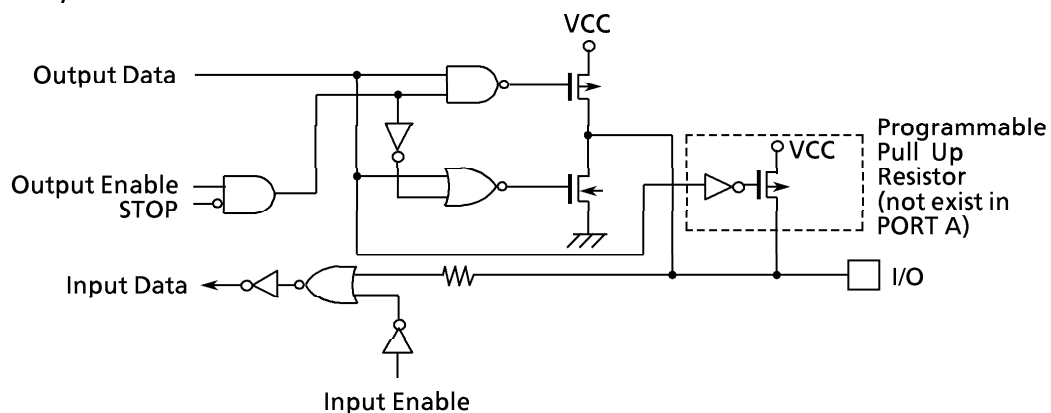 VCC
Output Data
Programmable
VCC
Pull Up
Resistor
(not exist in
PORT A)
Output Enable
STOP
Input Data
I/O
Input Enable